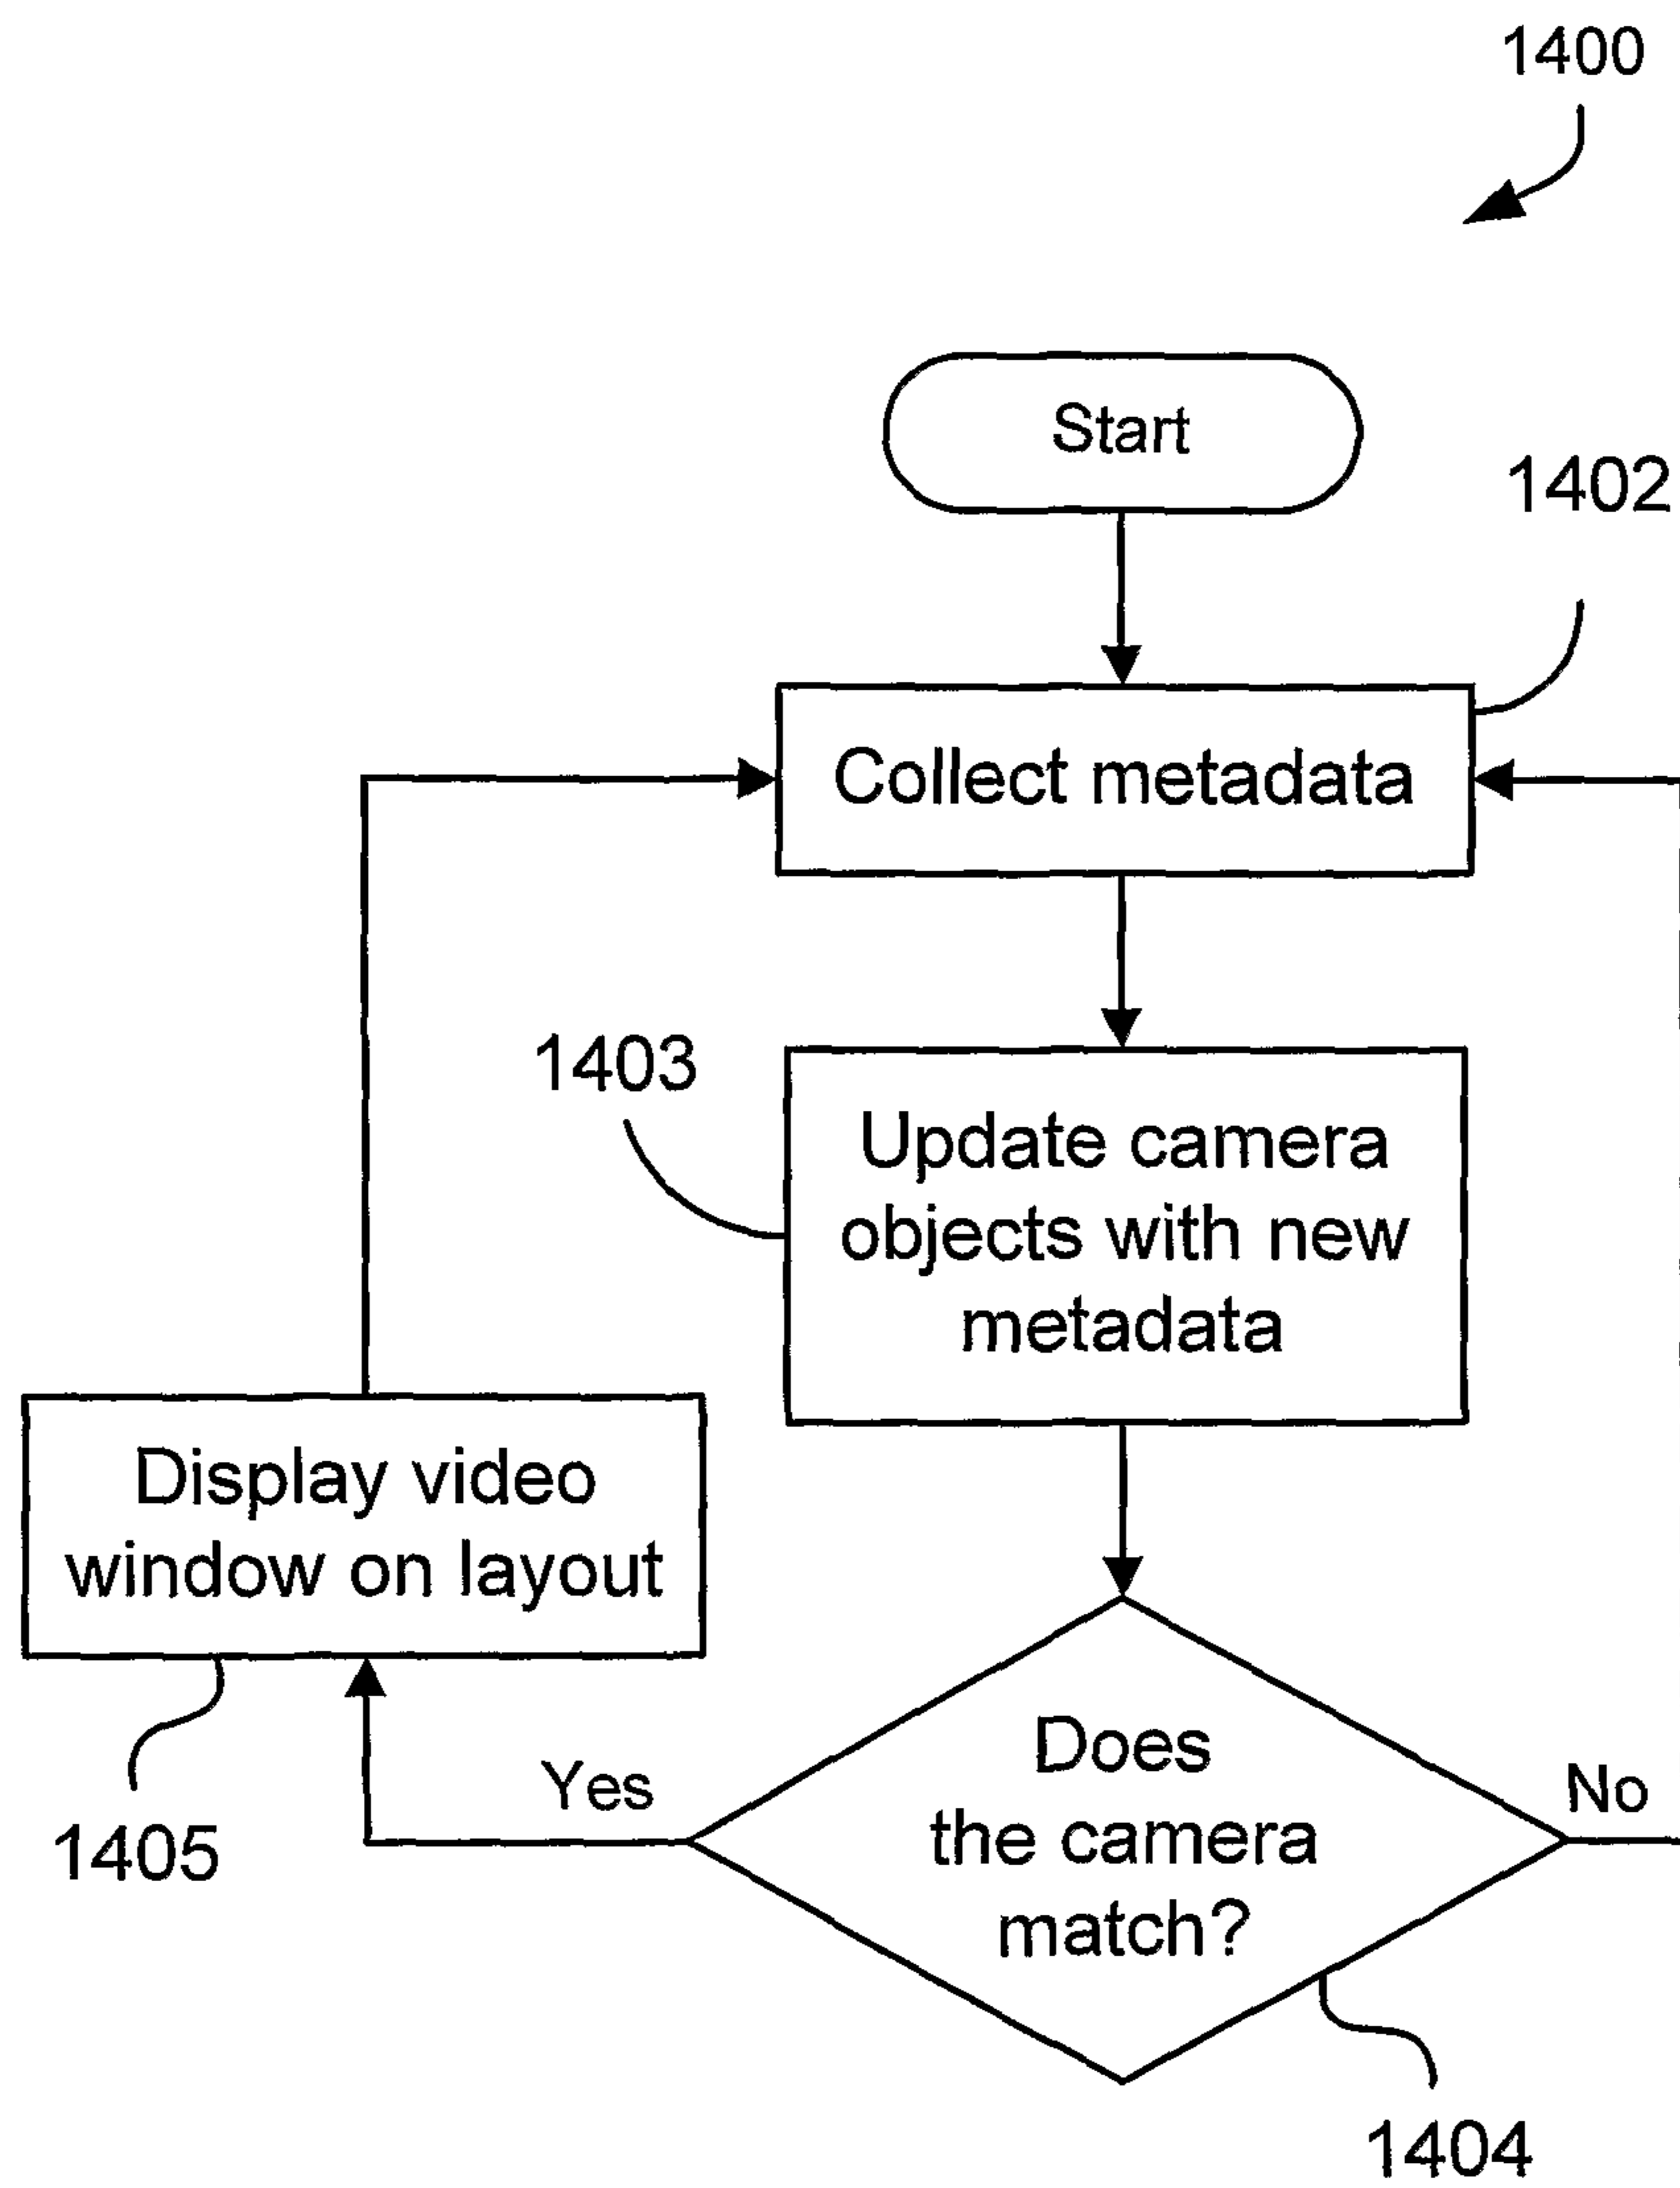 1400
Start
1402
Collect metadata
1403
Update camera
objects with new
metadata
Display video
window on layout
Does
the camera
match?
Yes
No
1405
1404